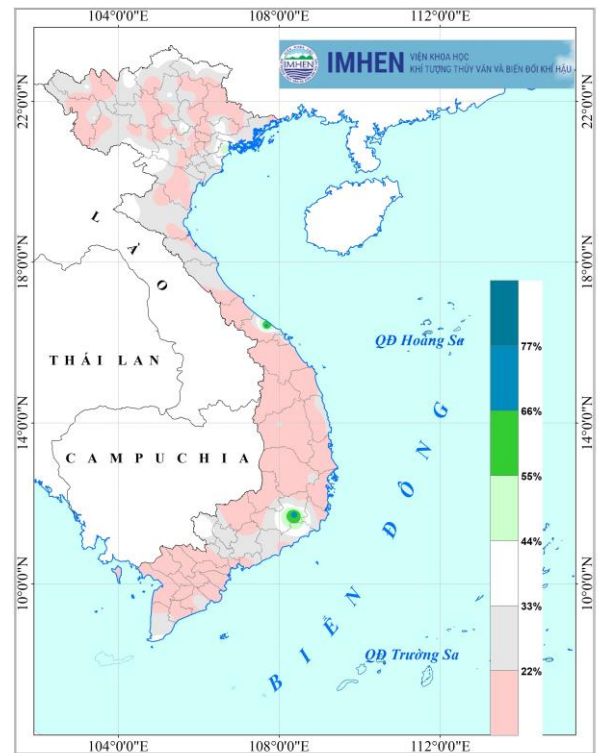 104°0'0"E 108°0'0"E 112°0'0"E
IMHEN
VIỆN KHOA HỌC
KHÍ TƯỢNG THỦY VĂN VÀ BIẾN ĐỔI KHÍ HẬU
22°0'0"N 22°0'0"N
LÀO
18°0'0"N 18°0'0"N
QĐ Hoàng Sa
THÁI LAN
77%
66%
14°0'0"N 14°0'0"N
CAMPUCHIA
55%
BIỂN ĐÔNG
44%
10°0'0"N 10°0'0"N
33%
QĐ Trường Sa
22%
104°0'0"E 108°0'0"E 112°0'0"E